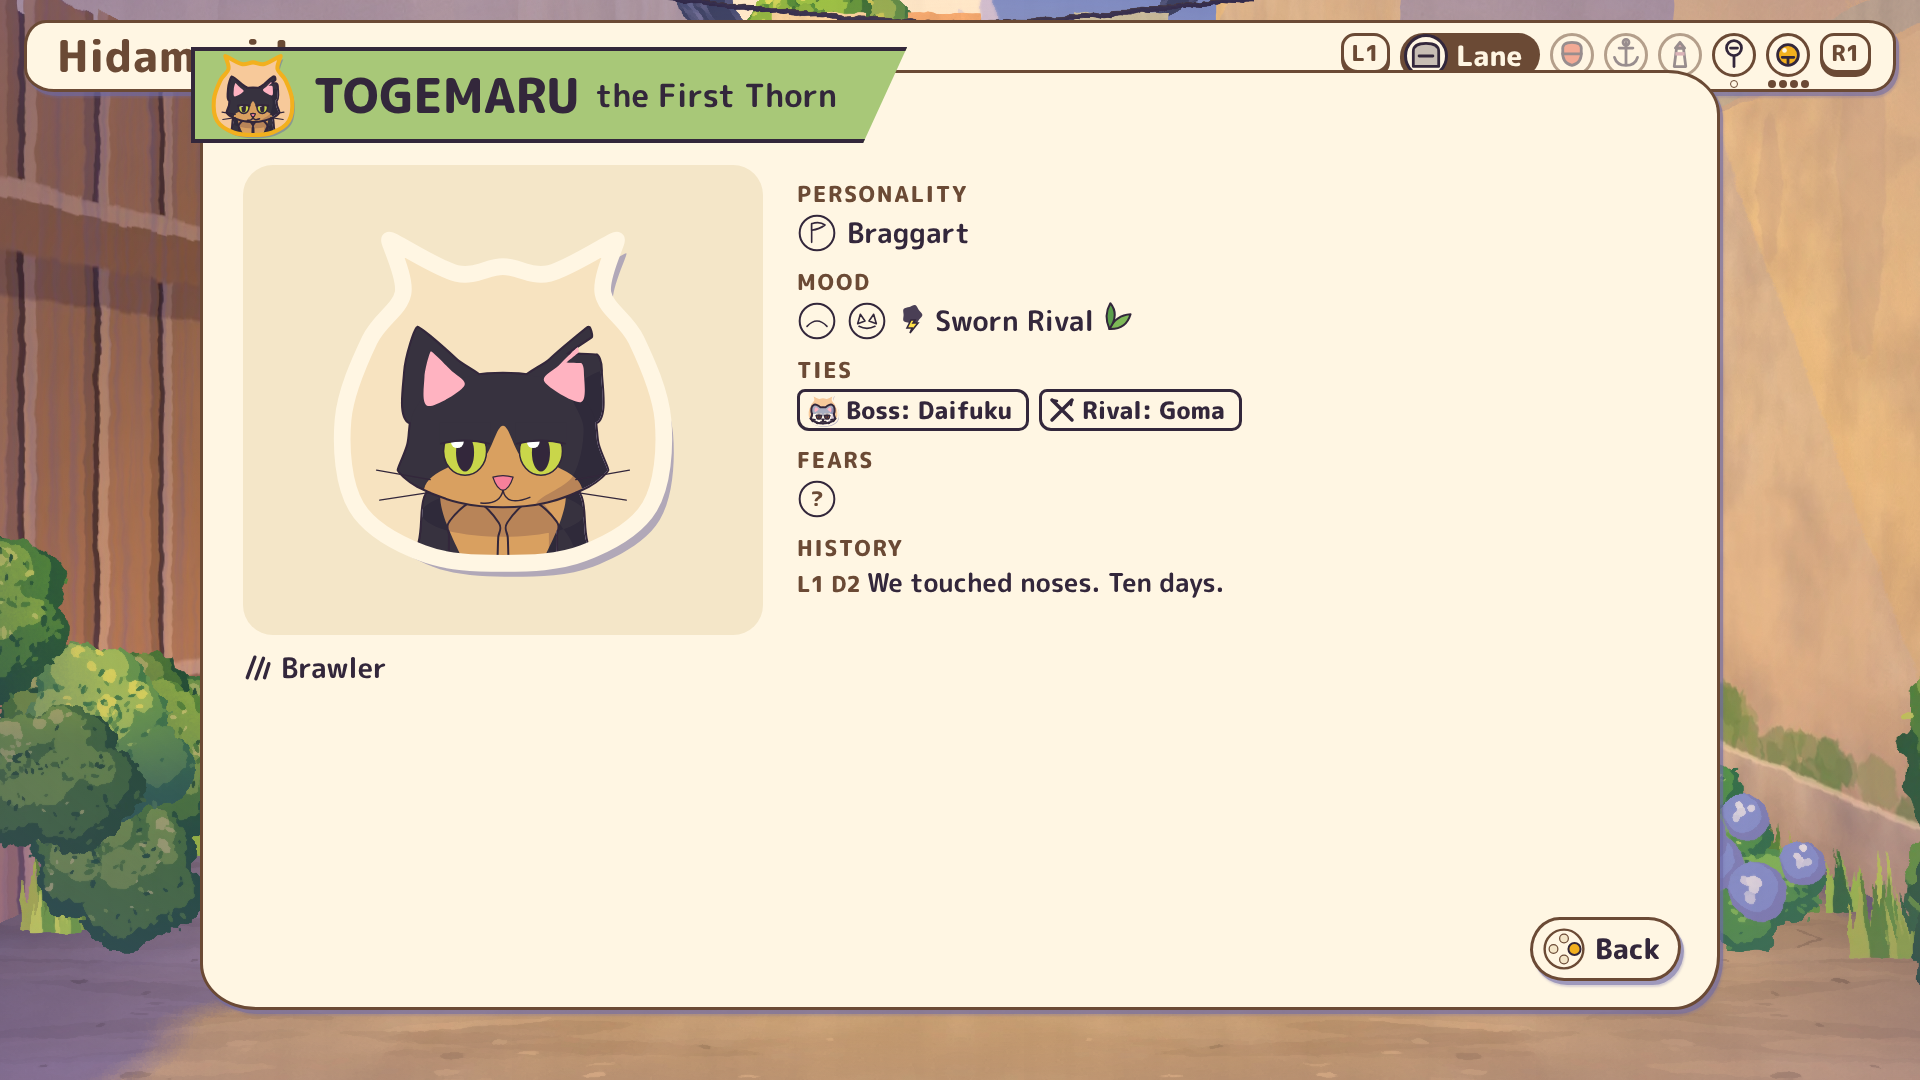 Hidam
L1
Lane
R1
TOGEMARU the First Thorn
PERSONALITY
Braggart
MOOD
Sworn Rival
TIES
Boss: Daifuku
Rival: Goma
FEARS
?
HISTORY
L1 D2 We touched noses. Ten days.
Brawler
Back